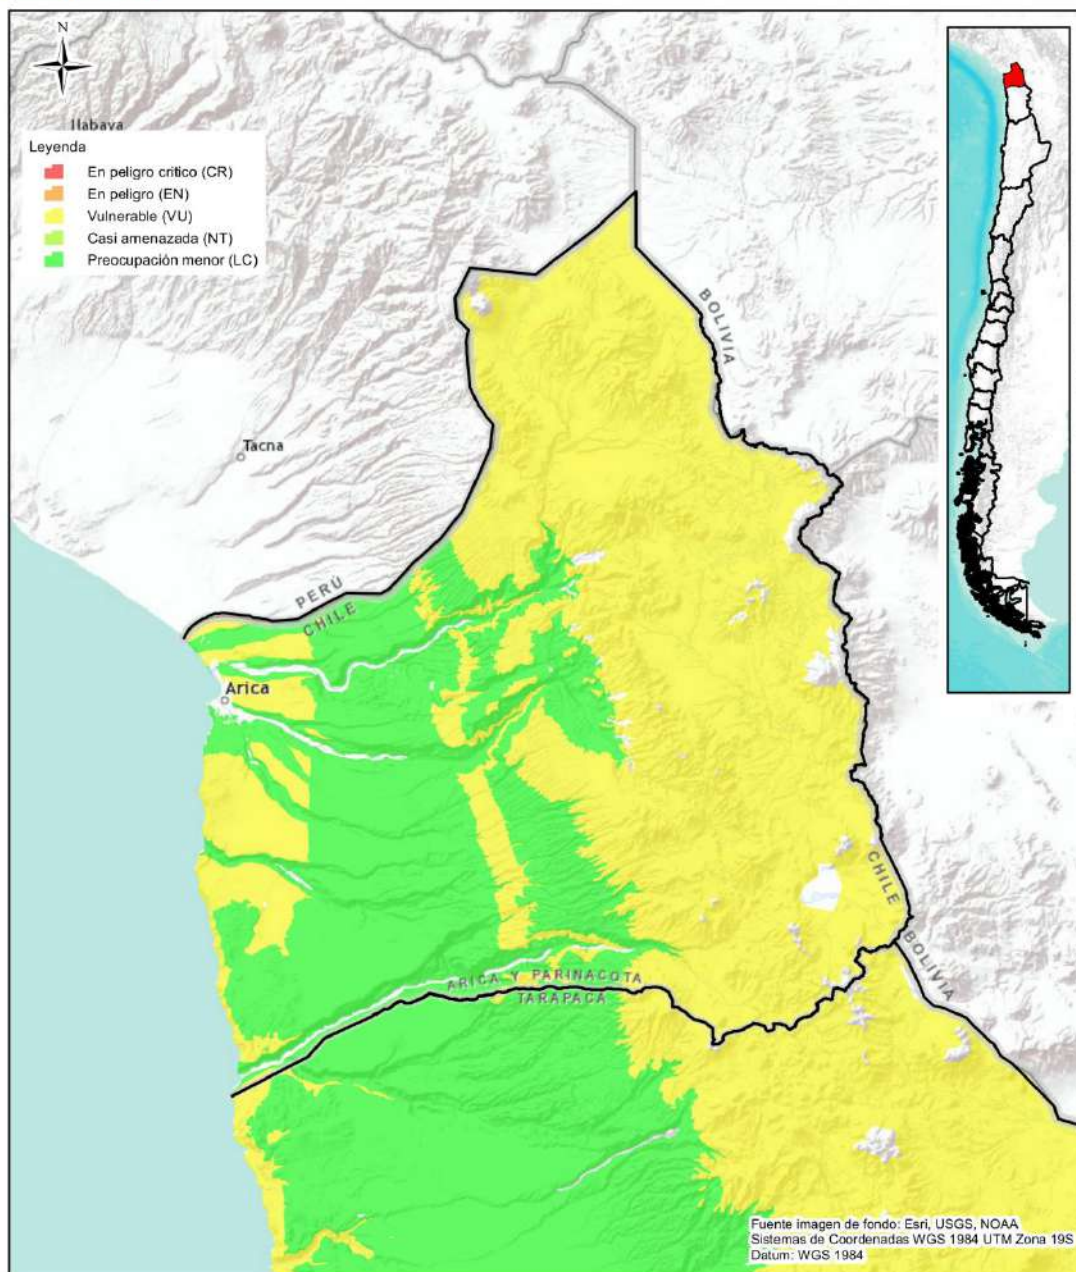 N
Ilabaya
Leyenda
En peligro critico (CR)
En peligro (EN)
Vulnerable (VU)
Casi amenazada (NT)
Preocupación menor (LC)
BOLIVIA
Tacna
PERÚ
CHILE
Arica
CHILE
BOLIVIA
ARICA Y PARINACOTA
TARAPACA
Fuente imagen de fondo: Esri, USGS, NOAA
Sistemas de Coordenadas WGS 1984 UTM Zona 19S
Datum: WGS 1984